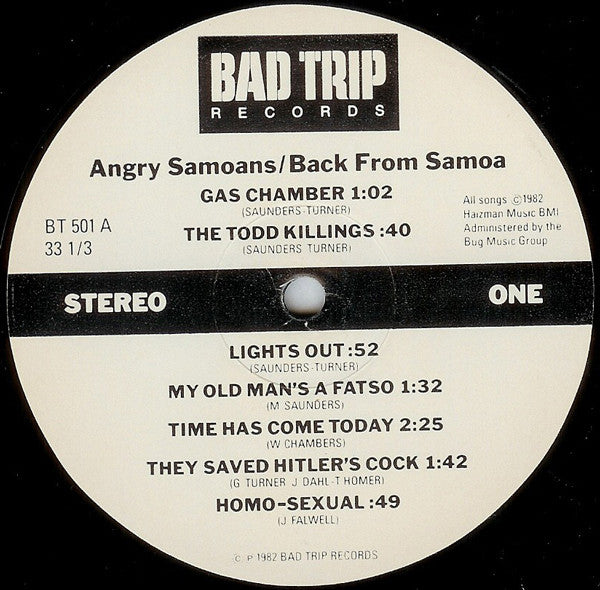 BAD TRIP
RECORDS
Angry Samoans/Back From Samoa
GAS CHAMBER 1:02
(SAUNDERS-TURNER)
THE TODD KILLINGS :40
(SAUNDERS TURNER)
BT 501 A
33 1/3
All songs ©1982
Haizman Music BMI
Administered by the
Bug Music Group
STEREO
ONE
LIGHTS OUT :52
(SAUNDERS-TURNER)
MY OLD MAN'S A FATSO 1:32
(M SAUNDERS)
TIME HAS COME TODAY 2:25
(W CHAMBERS)
THEY SAVED HITLER'S COCK 1:42
(G TURNER J DAHL-T HOMER)
HOMO-SEXUAL :49
(J FALWELL)
© ℗ 1982 BAD TRIP RECORDS